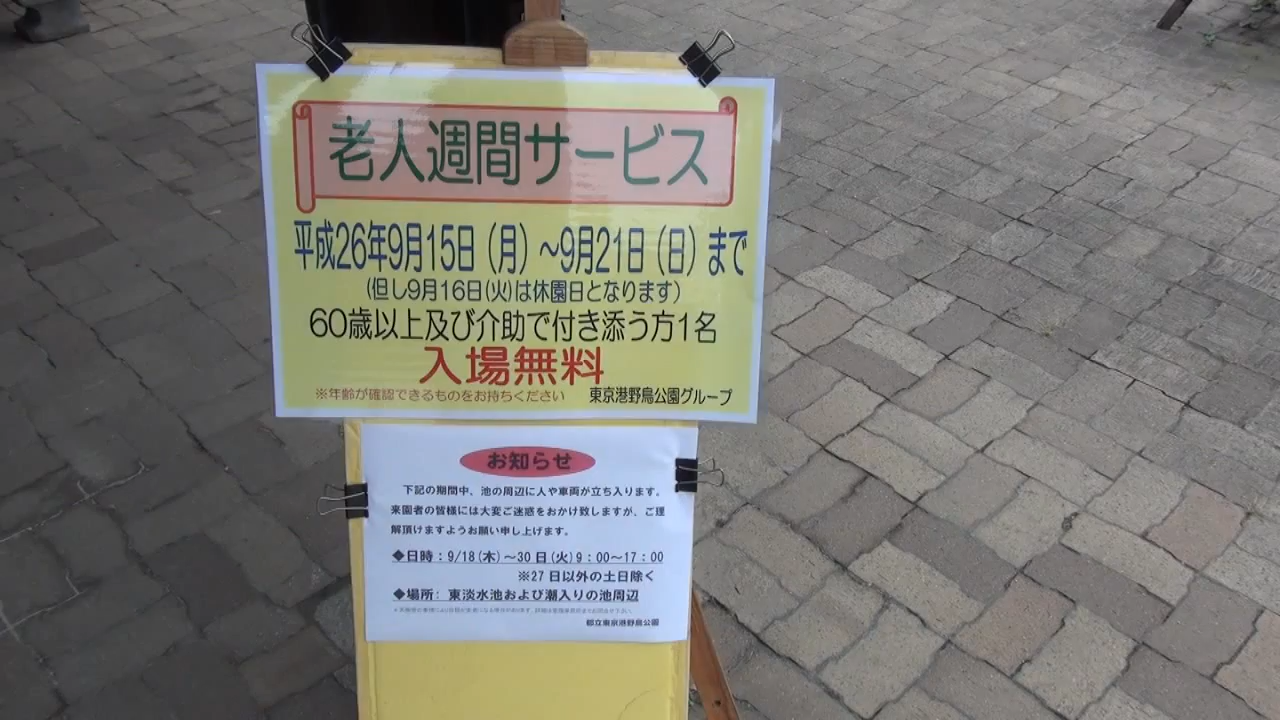 老人週間サービス
平成26年9月15日（月）～9月21日（日）まで
（但し9月16日(火)は休園日となります）
60歳以上及び介助で付き添う方1名
入場無料
※年齢が確認できるものをお持ちください 東京港野鳥公園グループ
お知らせ
下記の期間中、池の周辺に人や車両が立ち入ります。
来園者の皆様には大変ご迷惑をおかけ致しますが、ご理
解頂けますようお願い申し上げます。
◆日時：9/18(木)～30日(火)9：00～17：00
※27日以外の土日除く
◆場所: 東淡水池および潮入りの池周辺
都立東京港野鳥公園